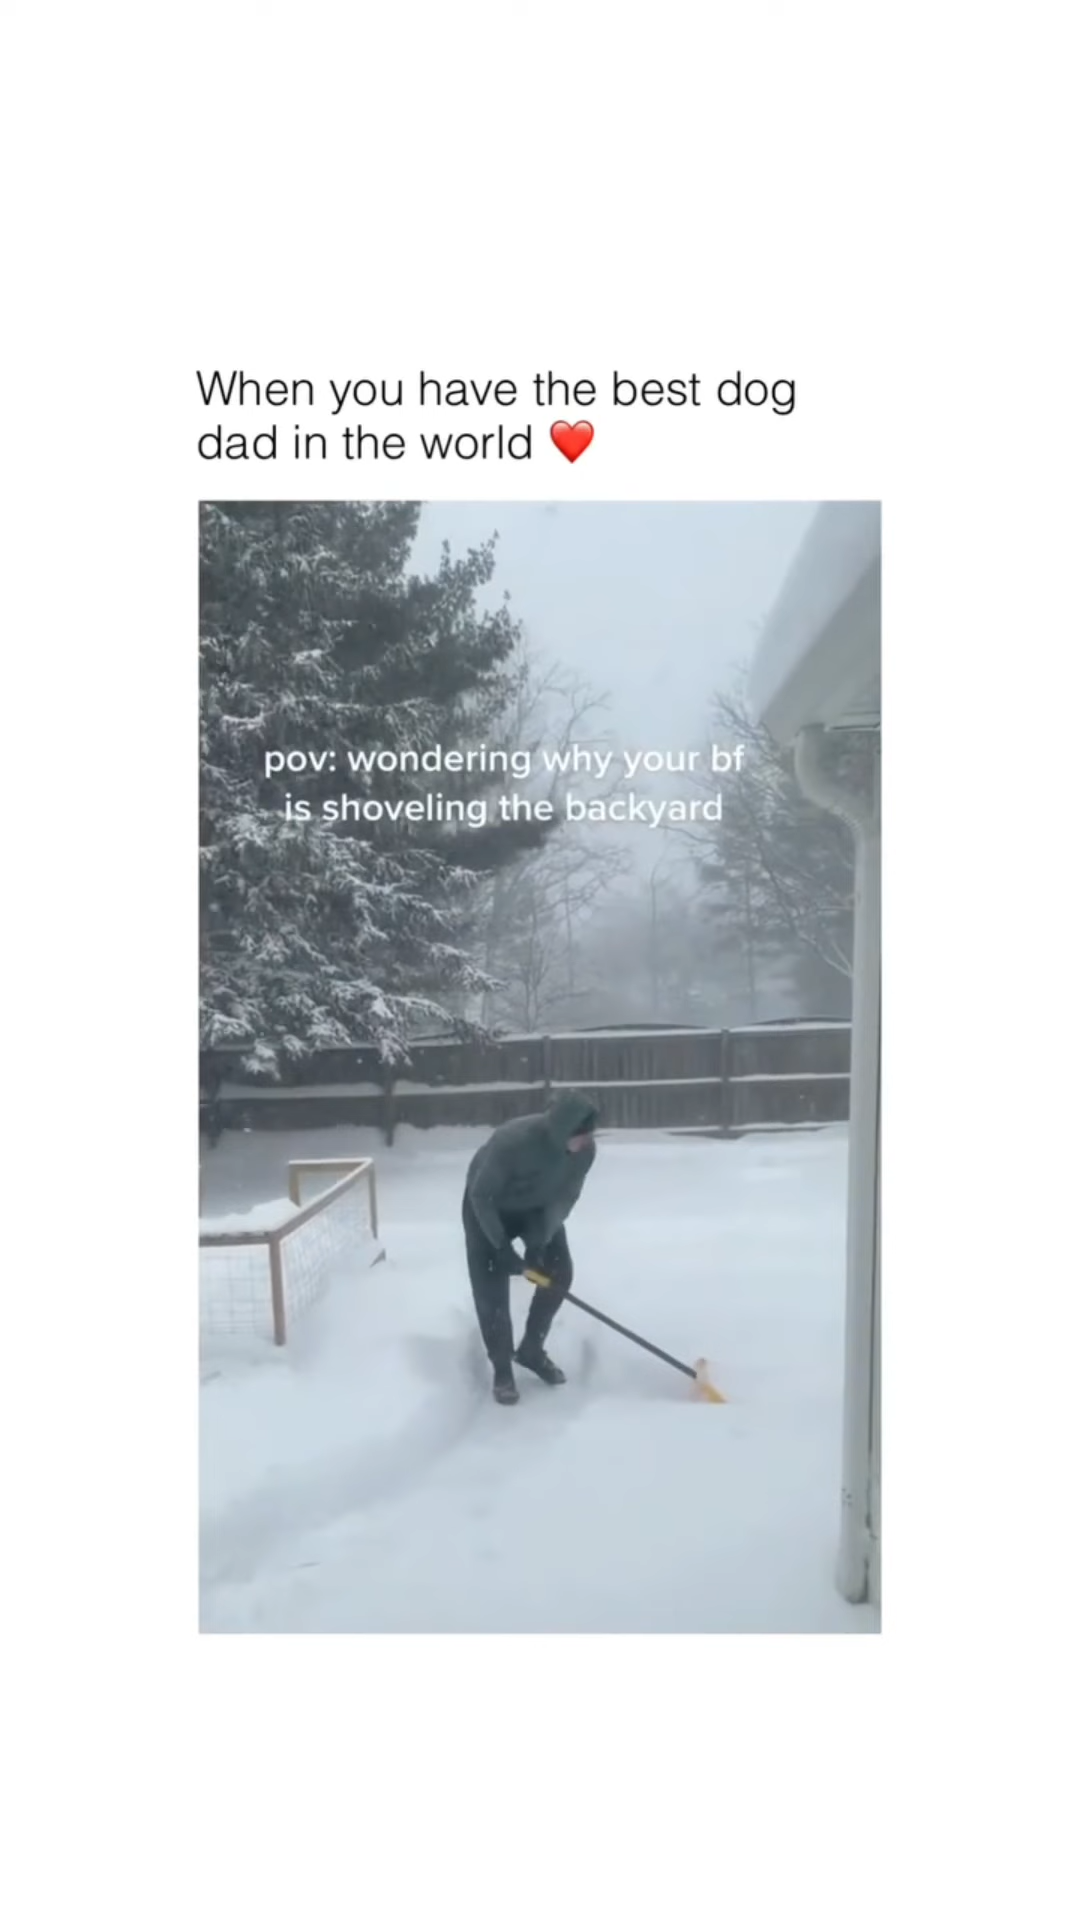 When you have the best dog
dad in the world ❤️
pov: wondering why your bf
is shoveling the backyard